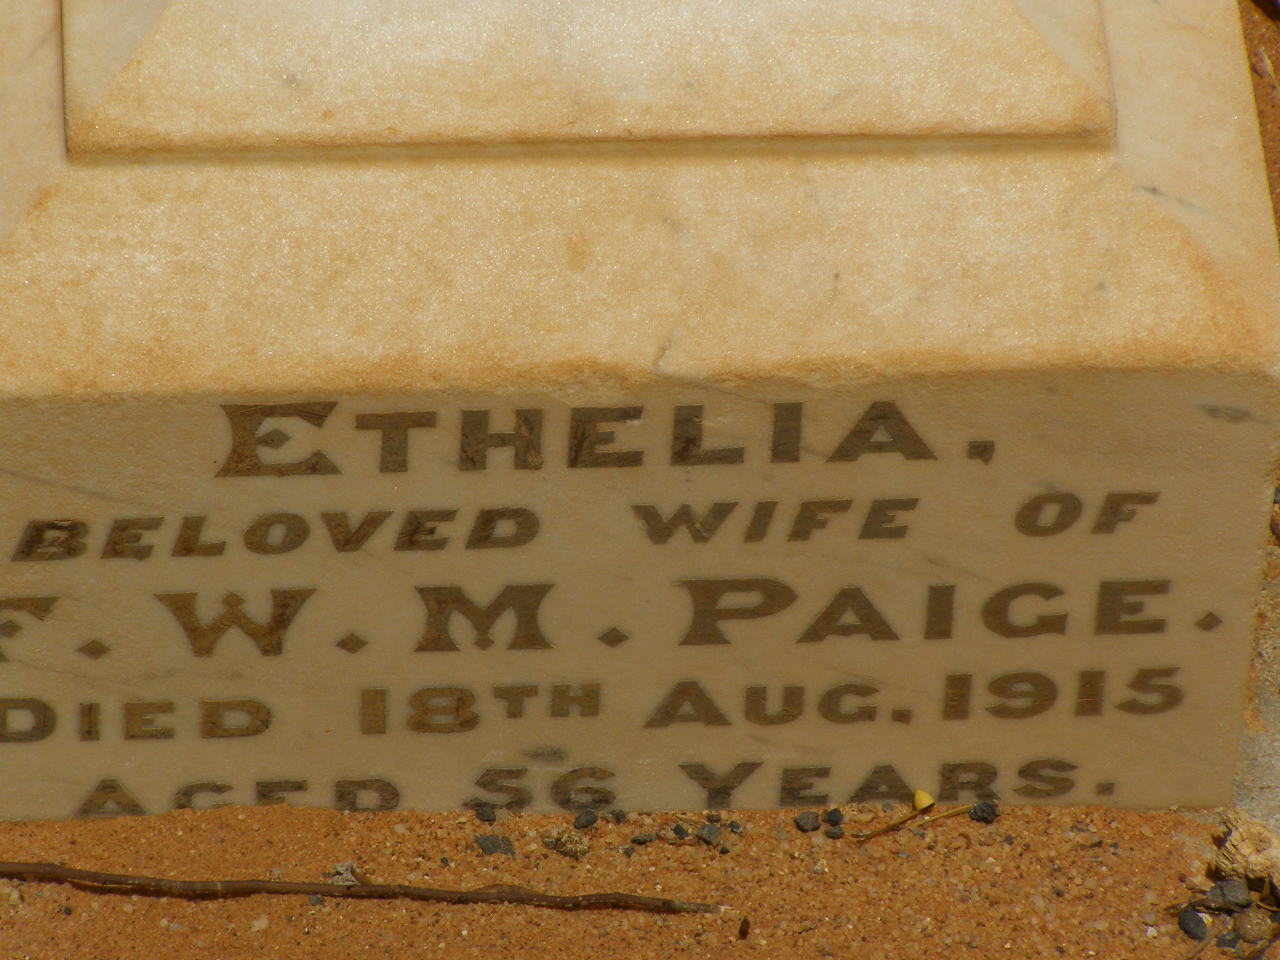 ETHELIA.
BELOVED WIFE OF
F. W. M. PAIGE.
DIED 18TH AUG. 1915
AGED 56 YEARS.